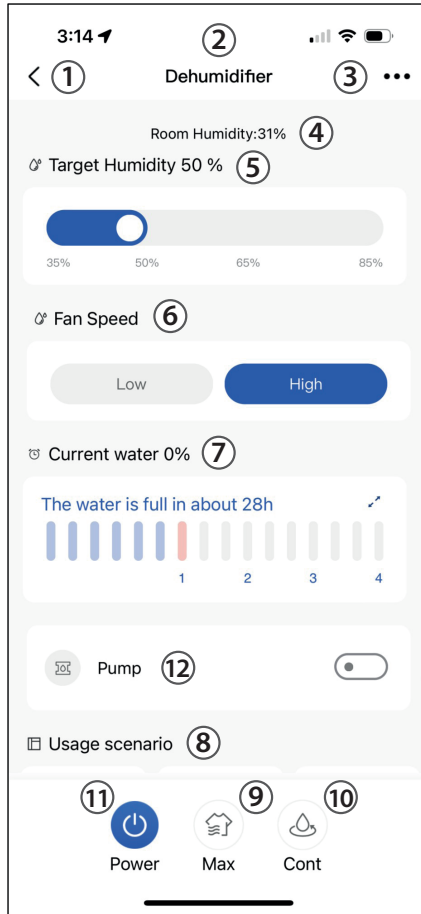 3:14
②
① Dehumidifier ③
Room Humidity:31% ④
Target Humidity 50 % ⑤
35% 50% 65% 85%
Fan Speed ⑥
Low High
Current water 0% ⑦
The water is full in about 28h
1 2 3 4
Pump ⑫
Usage scenario ⑧
⑪ ⑨ ⑩
Power Max Cont